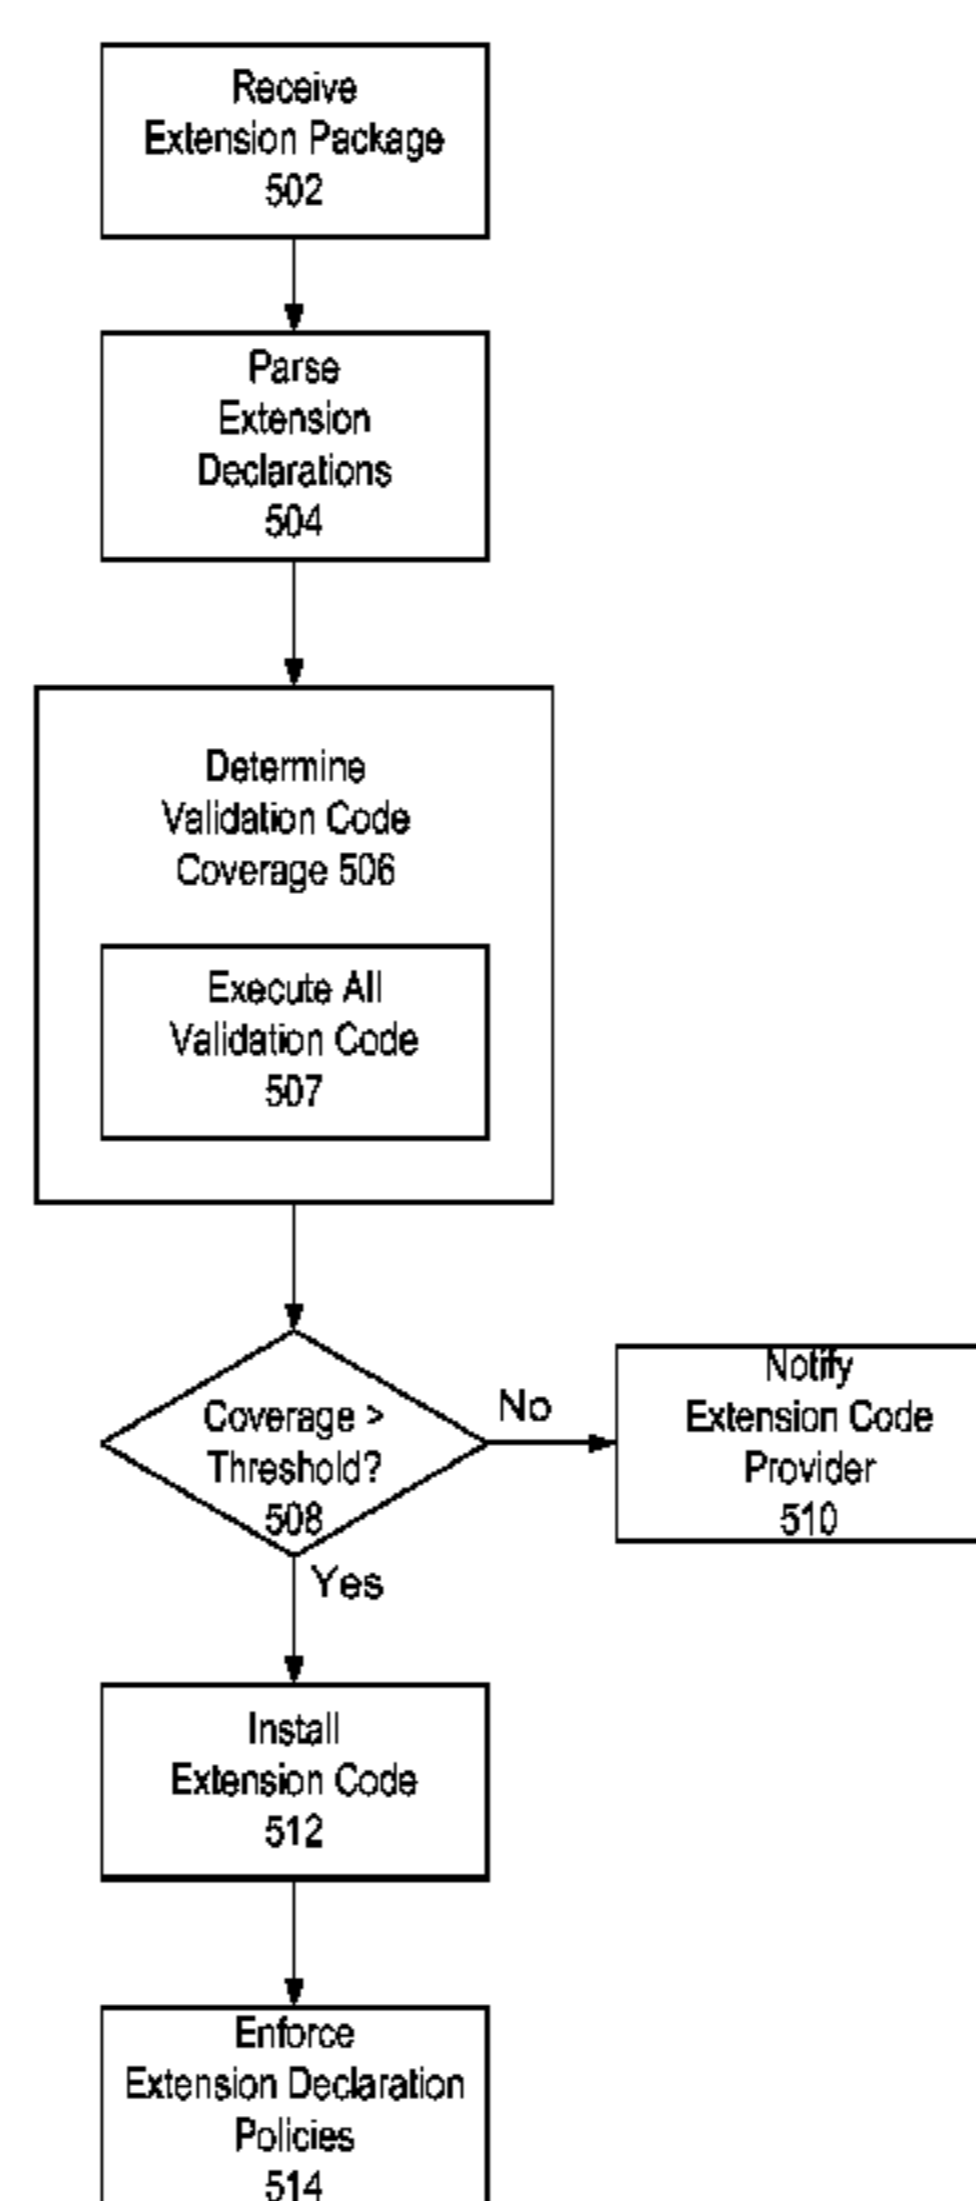 Receive
Extension Package
502
Parse
Extension
Declarations
504
Determine
Validation Code
Coverage 506
Execute All
Validation Code
507
Coverage >
Threshold?
508
No
Notify
Extension Code
Provider
510
Yes
Install
Extension Code
512
Enforce
Extension Declaration
Policies
514